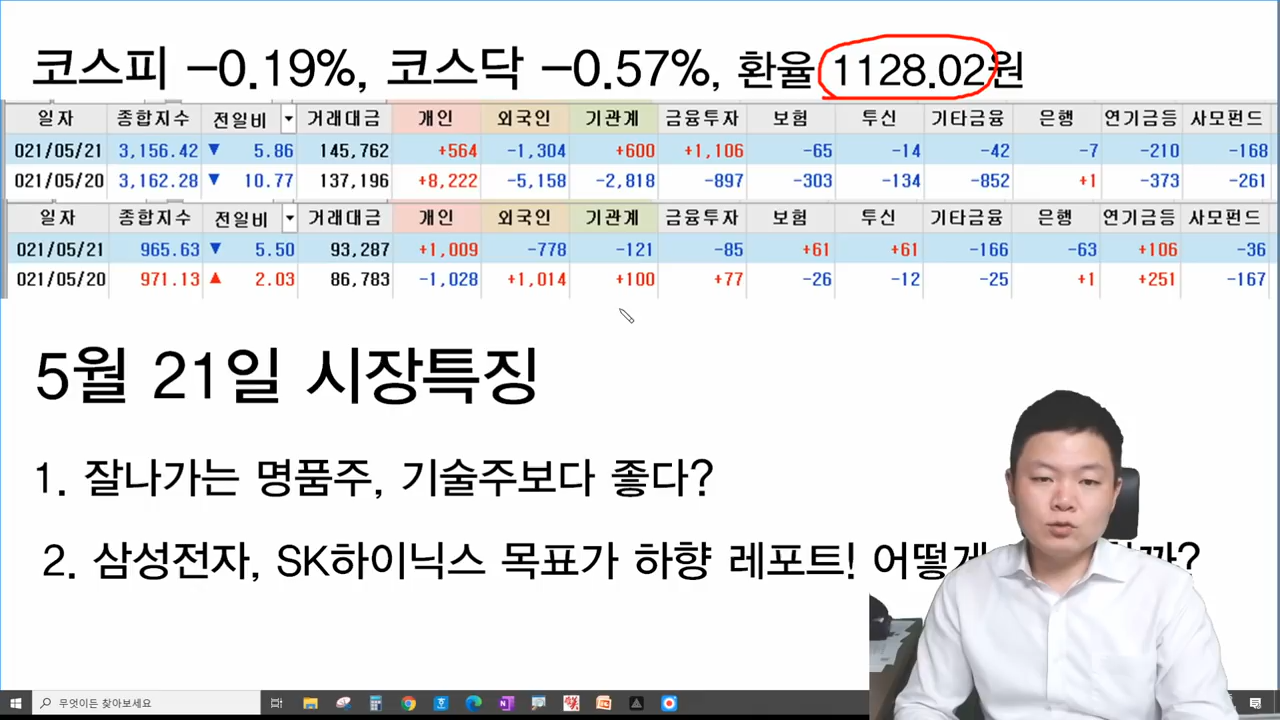 코스피 -0.19%, 코스닥 -0.57%, 환율 1128.02원
일자 종합지수 전일비 거래대금 개인 외국인 기관계 금융투자 보험 투신 기타금융 은행 연기금등 사모펀드
021/05/21 3,156.42 ▼ 5.86 145,762 +564 -1,304 +600 +1,106 -65 -14 -42 -7 -210 -168
021/05/20 3,162.28 ▼ 10.77 137,196 +8,222 -5,158 -2,818 -897 -303 -134 -852 +1 -373 -261
일자 종합지수 전일비 거래대금 개인 외국인 기관계 금융투자 보험 투신 기타금융 은행 연기금등 사모펀드
021/05/21 965.63 ▼ 5.50 93,287 +1,009 -778 -121 -85 +61 +61 -166 -63 +106 -36
021/05/20 971.13 ▲ 2.03 86,783 -1,028 +1,014 +100 +77 -26 -12 -25 +1 +251 -167
5월 21일 시장특징
1. 잘나가는 명품주, 기술주보다 좋다?
2. 삼성전자, SK하이닉스 목표가 하향 레포트! 어떻게
무엇이든 찾아보세요